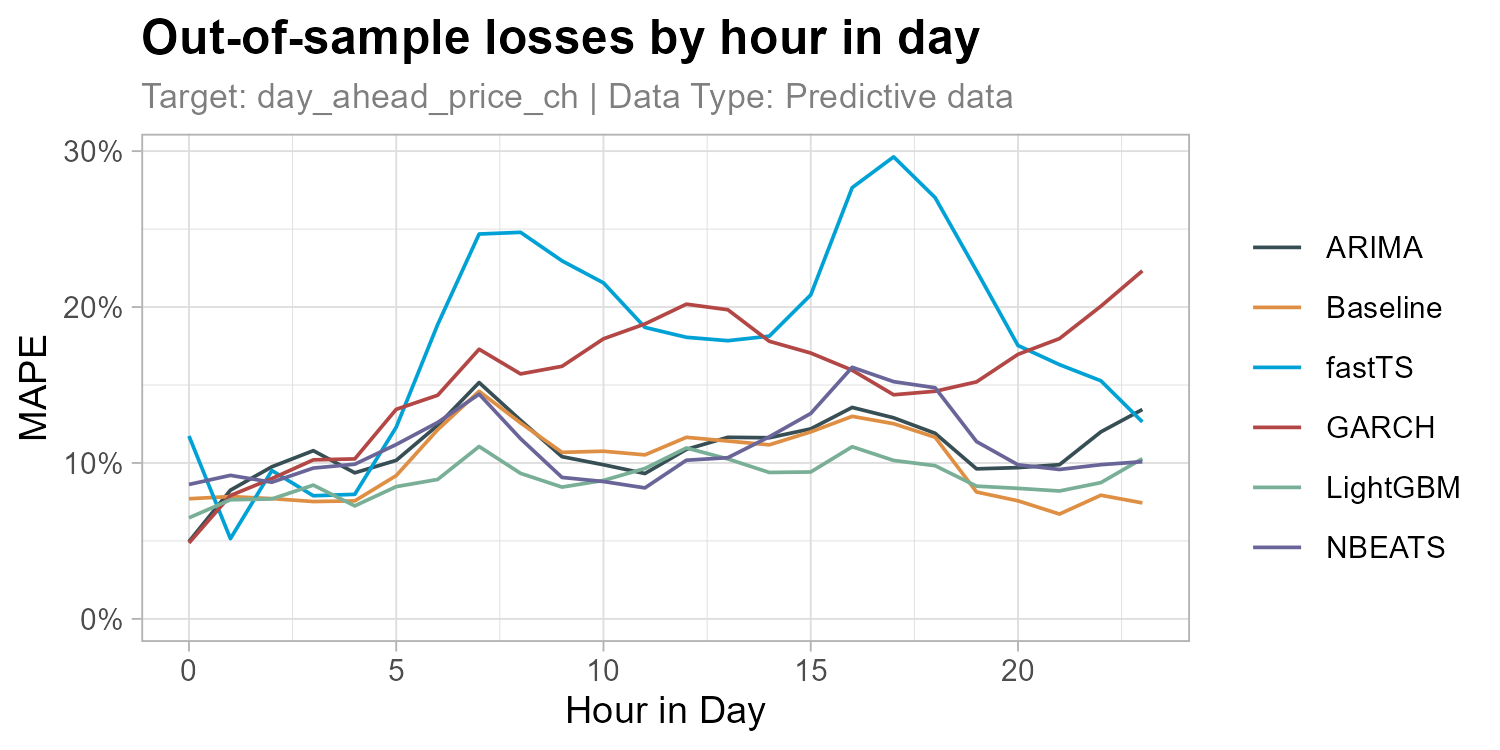 Out-of-sample losses by hour in day
Target: day_ahead_price_ch | Data Type: Predictive data
MAPE
30%
20%
10%
0%
0 5 10 15 20
Hour in Day
ARIMA
Baseline
fastTS
GARCH
LightGBM
NBEATS